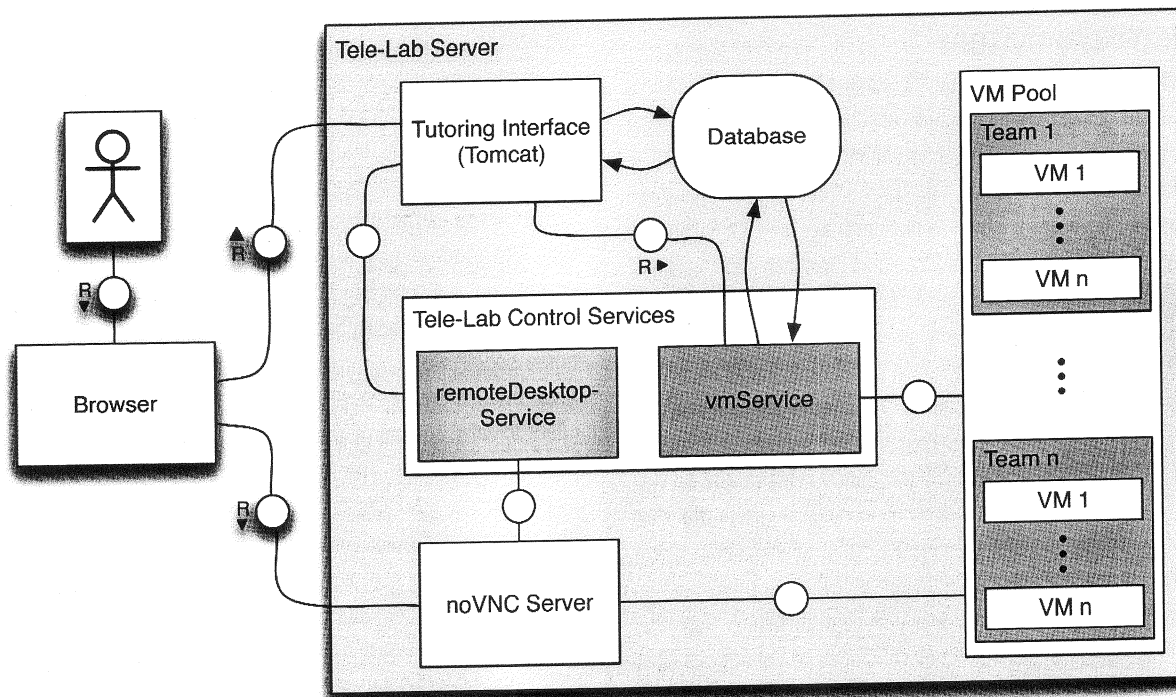 Tele-Lab Server
Tutoring Interface
(Tomcat)
Database
VM Pool
Team 1
VM 1
VM n
R
R
R
Tele-Lab Control Services
remoteDesktop-
Service
vmService
Browser
Team n
VM 1
VM n
R
noVNC Server